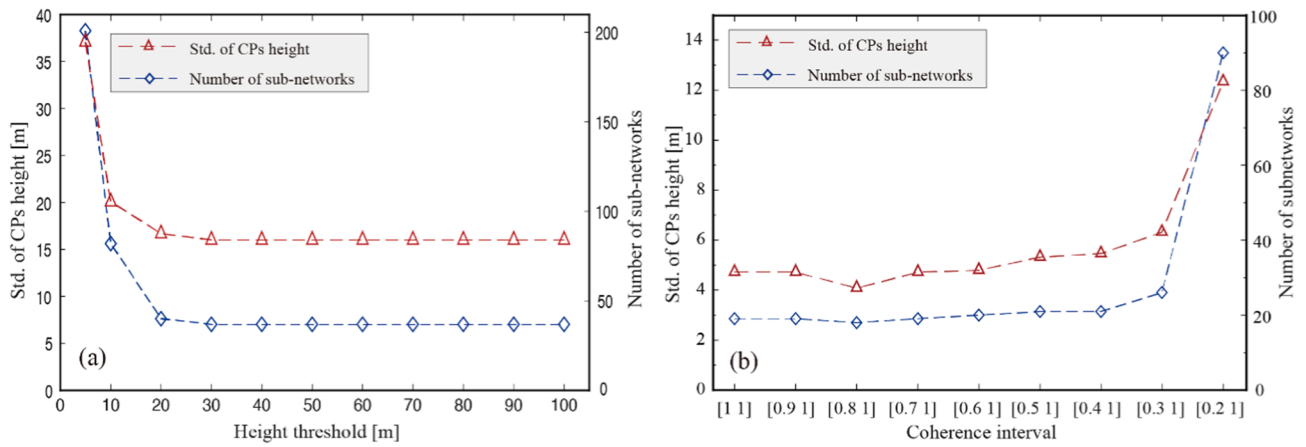 Std. of CPs height [m]
40
35
30
25
20
15
10
5
0
Std. of CPs height
Number of sub-networks
(a)
0 10 20 30 40 50 60 70 80 90 100
Height threshold [m]
200
150
100
50
0
Number of sub-networks
Std. of CPs height [m]
14
12
10
8
6
4
2
0
Std. of CPs height
Number of sub-networks
(b)
[1 1] [0.9 1] [0.8 1] [0.7 1] [0.6 1] [0.5 1] [0.4 1] [0.3 1] [0.2 1]
Coherence interval
100
80
60
40
20
0
Number of subnetworks